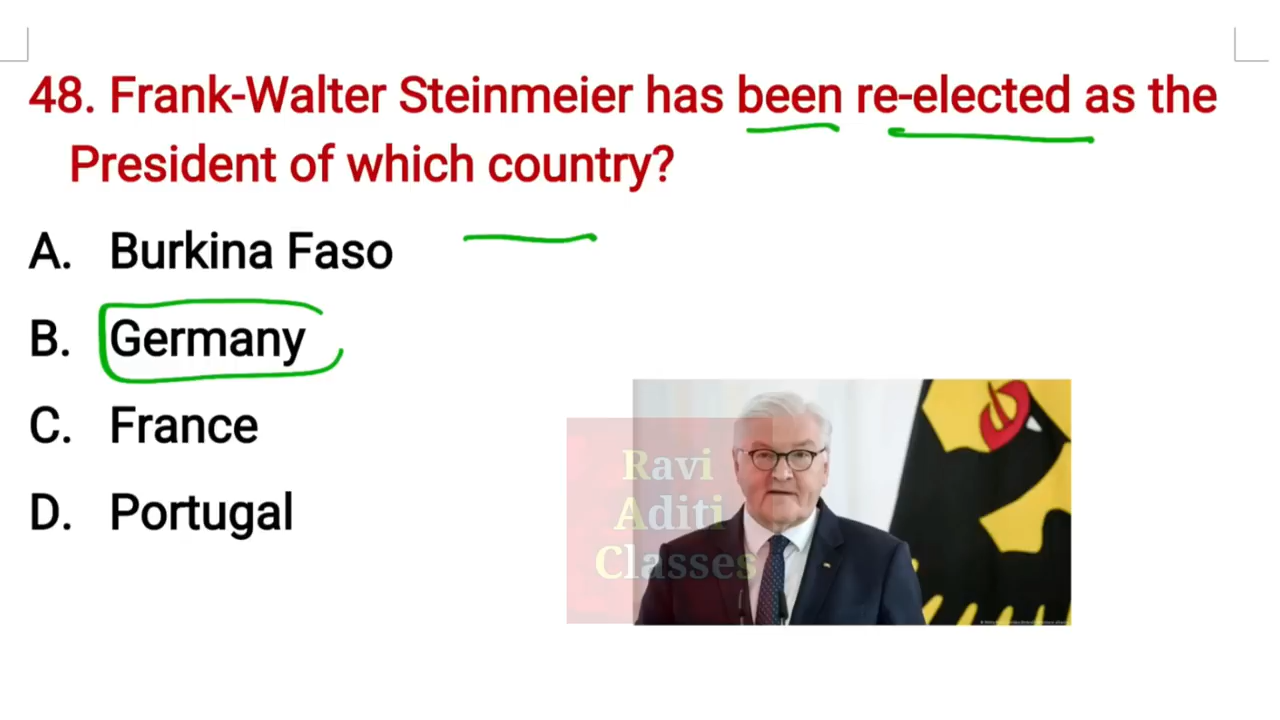 48. Frank-Walter Steinmeier has been re-elected as the
President of which country?
A. Burkina Faso
B. Germany
C. France
D. Portugal
Ravi
Aditi
Classes